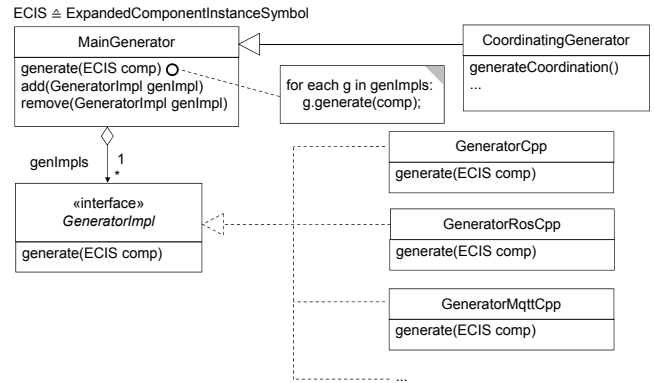 ECIS ≙ ExpandedComponentInstanceSymbol
MainGenerator
generate(ECIS comp)
add(GeneratorImpl genImpl)
remove(GeneratorImpl genImpl)
for each g in genImpls:
g.generate(comp);
CoordinatingGenerator
generateCoordination()
...
genImpls
1
*
«interface»
GeneratorImpl
generate(ECIS comp)
GeneratorCpp
generate(ECIS comp)
GeneratorRosCpp
generate(ECIS comp)
GeneratorMqttCpp
generate(ECIS comp)
...